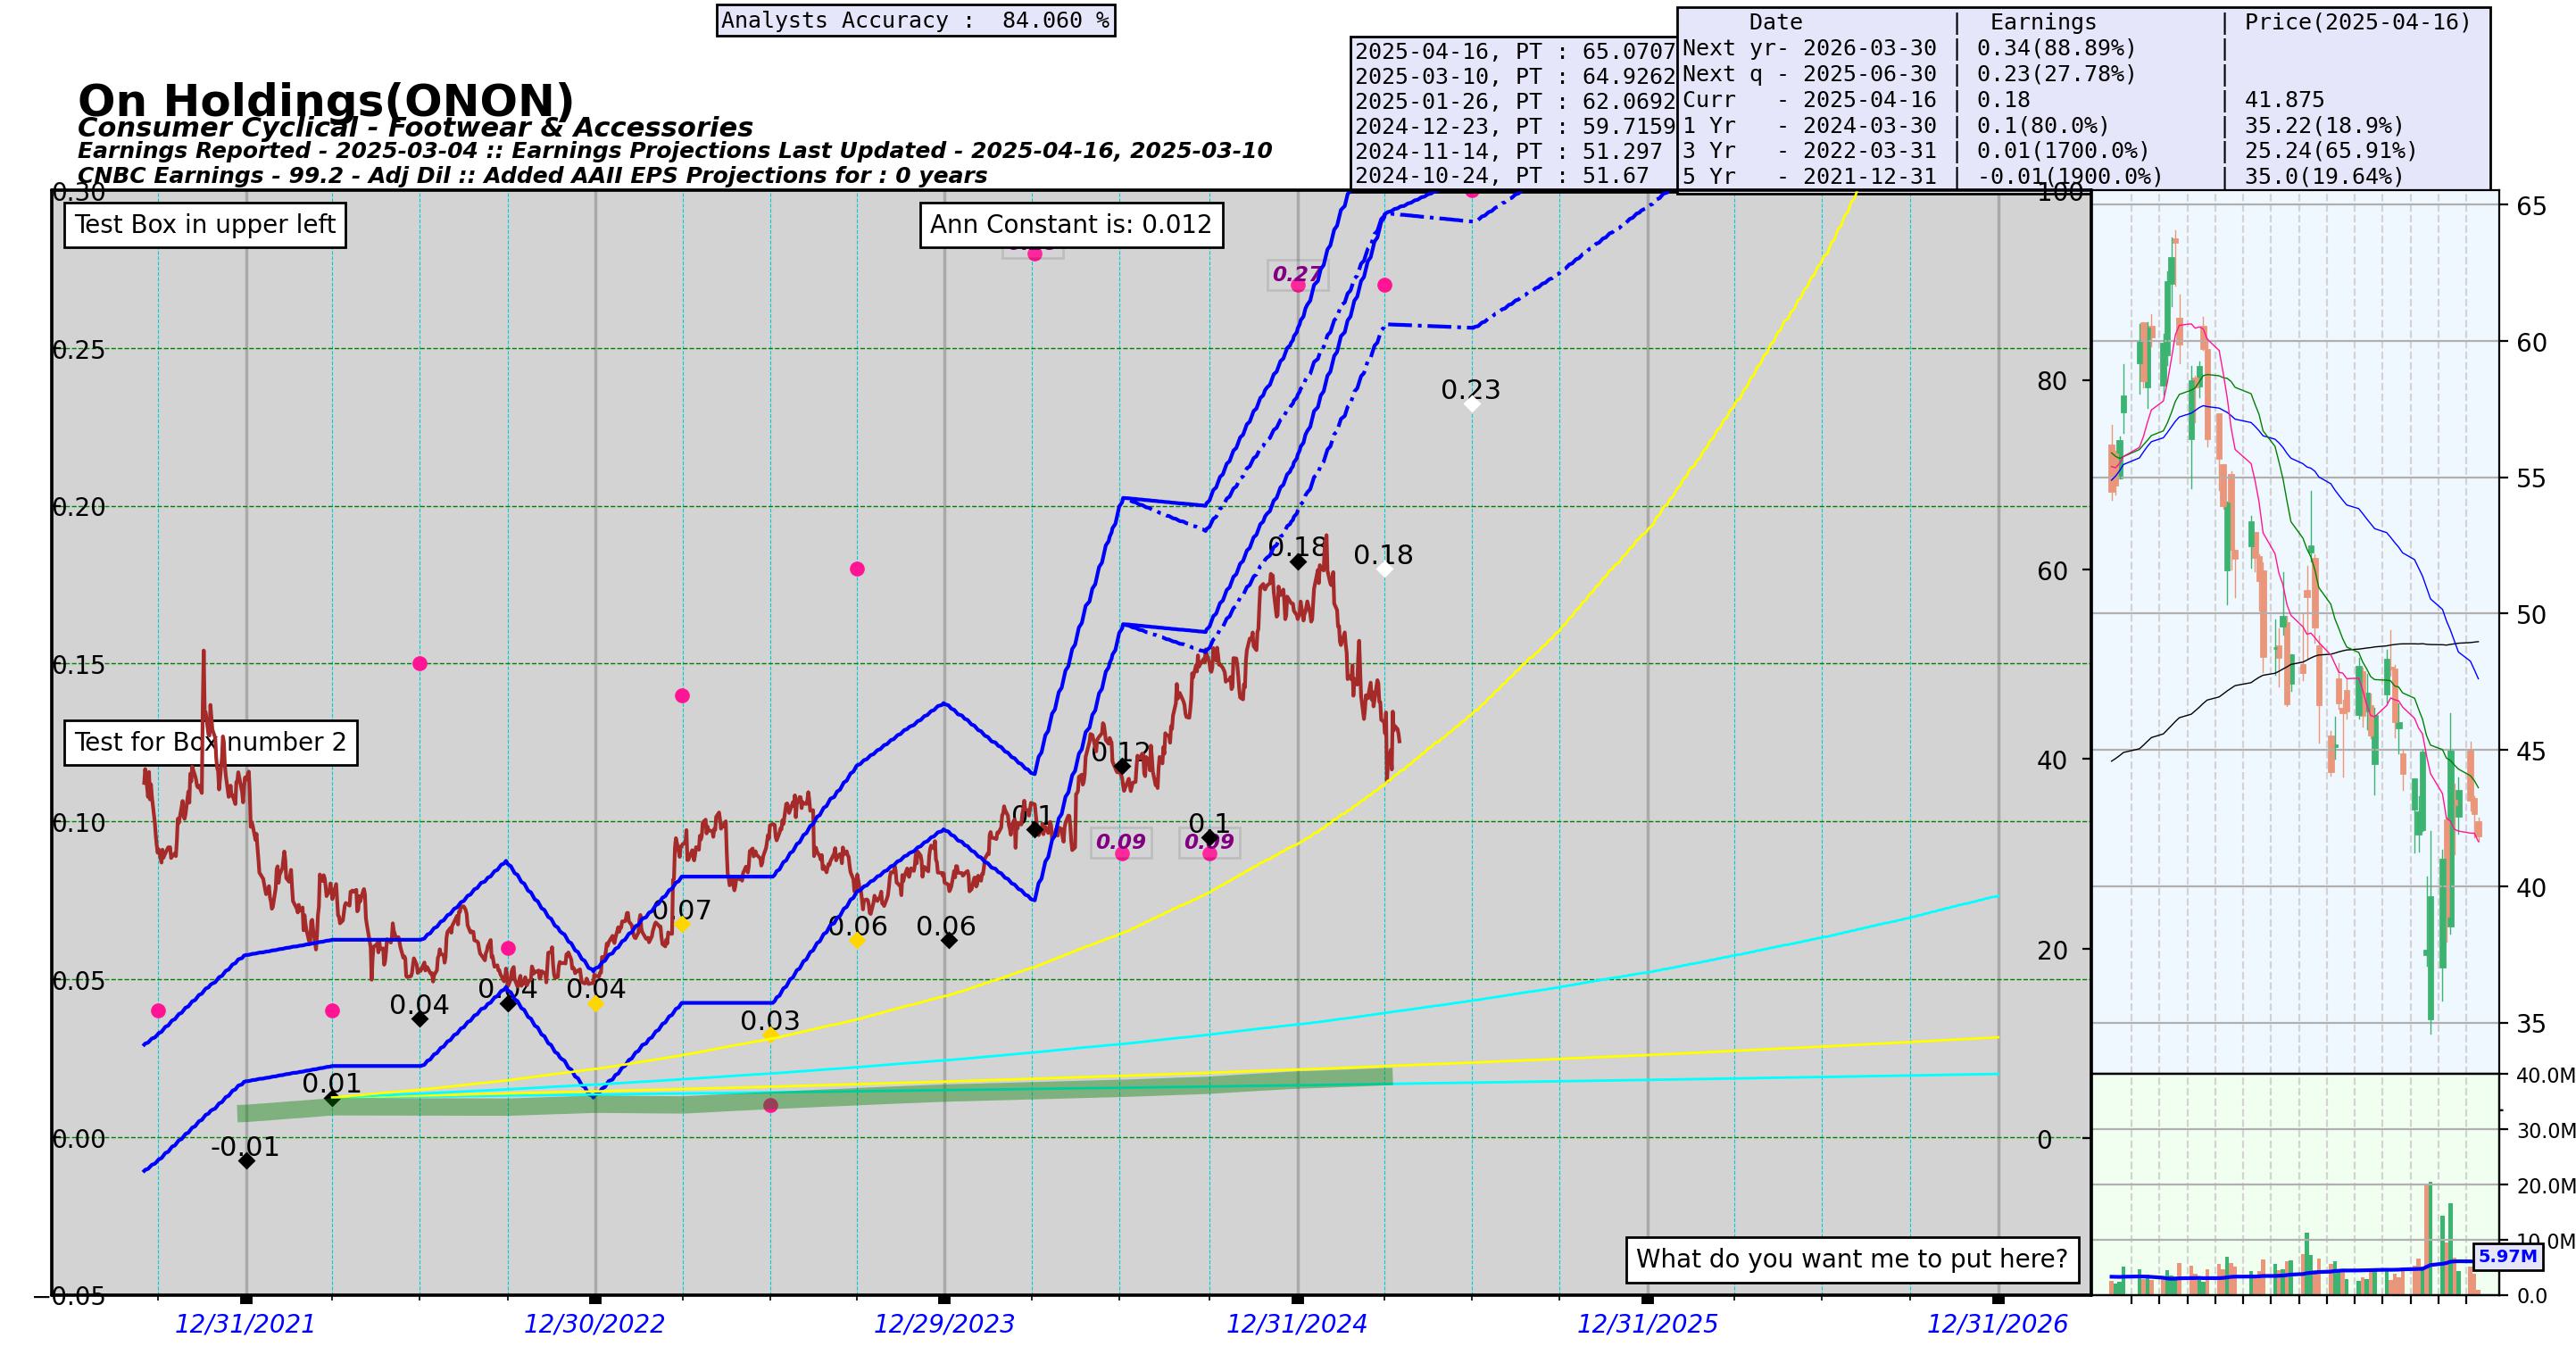 Analysts Accuracy :  84.060 %
On Holdings(ONON)
Consumer Cyclical - Footwear & Accessories
Earnings Reported - 2025-03-04 :: Earnings Projections Last Updated - 2025-04-16, 2025-03-10
CNBC Earnings - 99.2 - Adj Dil :: Added AAII EPS Projections for : 0 years
2025-04-16, PT : 65.0707
2025-03-10, PT : 64.9262
2025-01-26, PT : 62.0692
2024-12-23, PT : 59.7159
2024-11-14, PT : 51.297
2024-10-24, PT : 51.67
Date | Earnings | Price(2025-04-16)
Next yr- 2026-03-30 | 0.34(88.89%) |
Next q - 2025-06-30 | 0.23(27.78%) |
Curr - 2025-04-16 | 0.18 | 41.875
1 Yr - 2024-03-30 | 0.1(80.0%) | 35.22(18.9%)
3 Yr - 2022-03-31 | 0.01(1700.0%) | 25.24(65.91%)
5 Yr - 2021-12-31 | -0.01(1900.0%) | 35.0(19.64%)
Test Box in upper left
Ann Constant is: 0.012
Test for Box number 2
What do you want me to put here?
0.30
0.25
0.20
0.15
0.10
0.05
0.00
−0.05
-0.01
0.01
0.04
0.04
0.04
0.07
0.03
0.06
0.06
0.1
0.12
0.09
0.1
0.09
0.27
0.18
0.18
0.23
100
80
60
40
20
0
65
60
55
50
45
40
35
40.0M
30.0M
20.0M
10.0M
5.97M
0.0
12/31/2021
12/30/2022
12/29/2023
12/31/2024
12/31/2025
12/31/2026